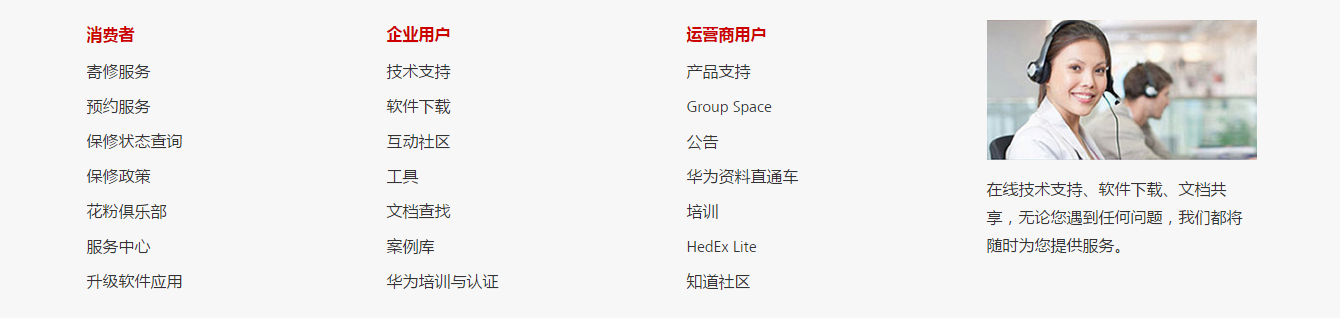 消费者
寄修服务
预约服务
保修状态查询
保修政策
花粉俱乐部
服务中心
升级软件应用
企业用户
技术支持
软件下载
互动社区
工具
文档查找
案例库
华为培训与认证
运营商用户
产品支持
Group Space
公告
华为资料直通车
培训
HedEx Lite
知道社区
在线技术支持、软件下载、文档共
享，无论您遇到任何问题，我们都将
随时为您提供服务。